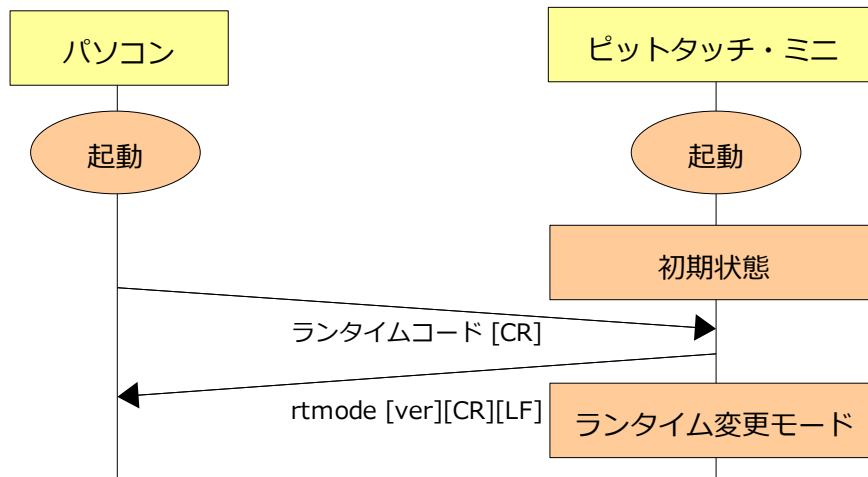 パソコン
ピットタッチ・ミニ
起動
起動
初期状態
ランタイムコード [CR]
rtmode [ver][CR][LF]
ランタイム変更モード